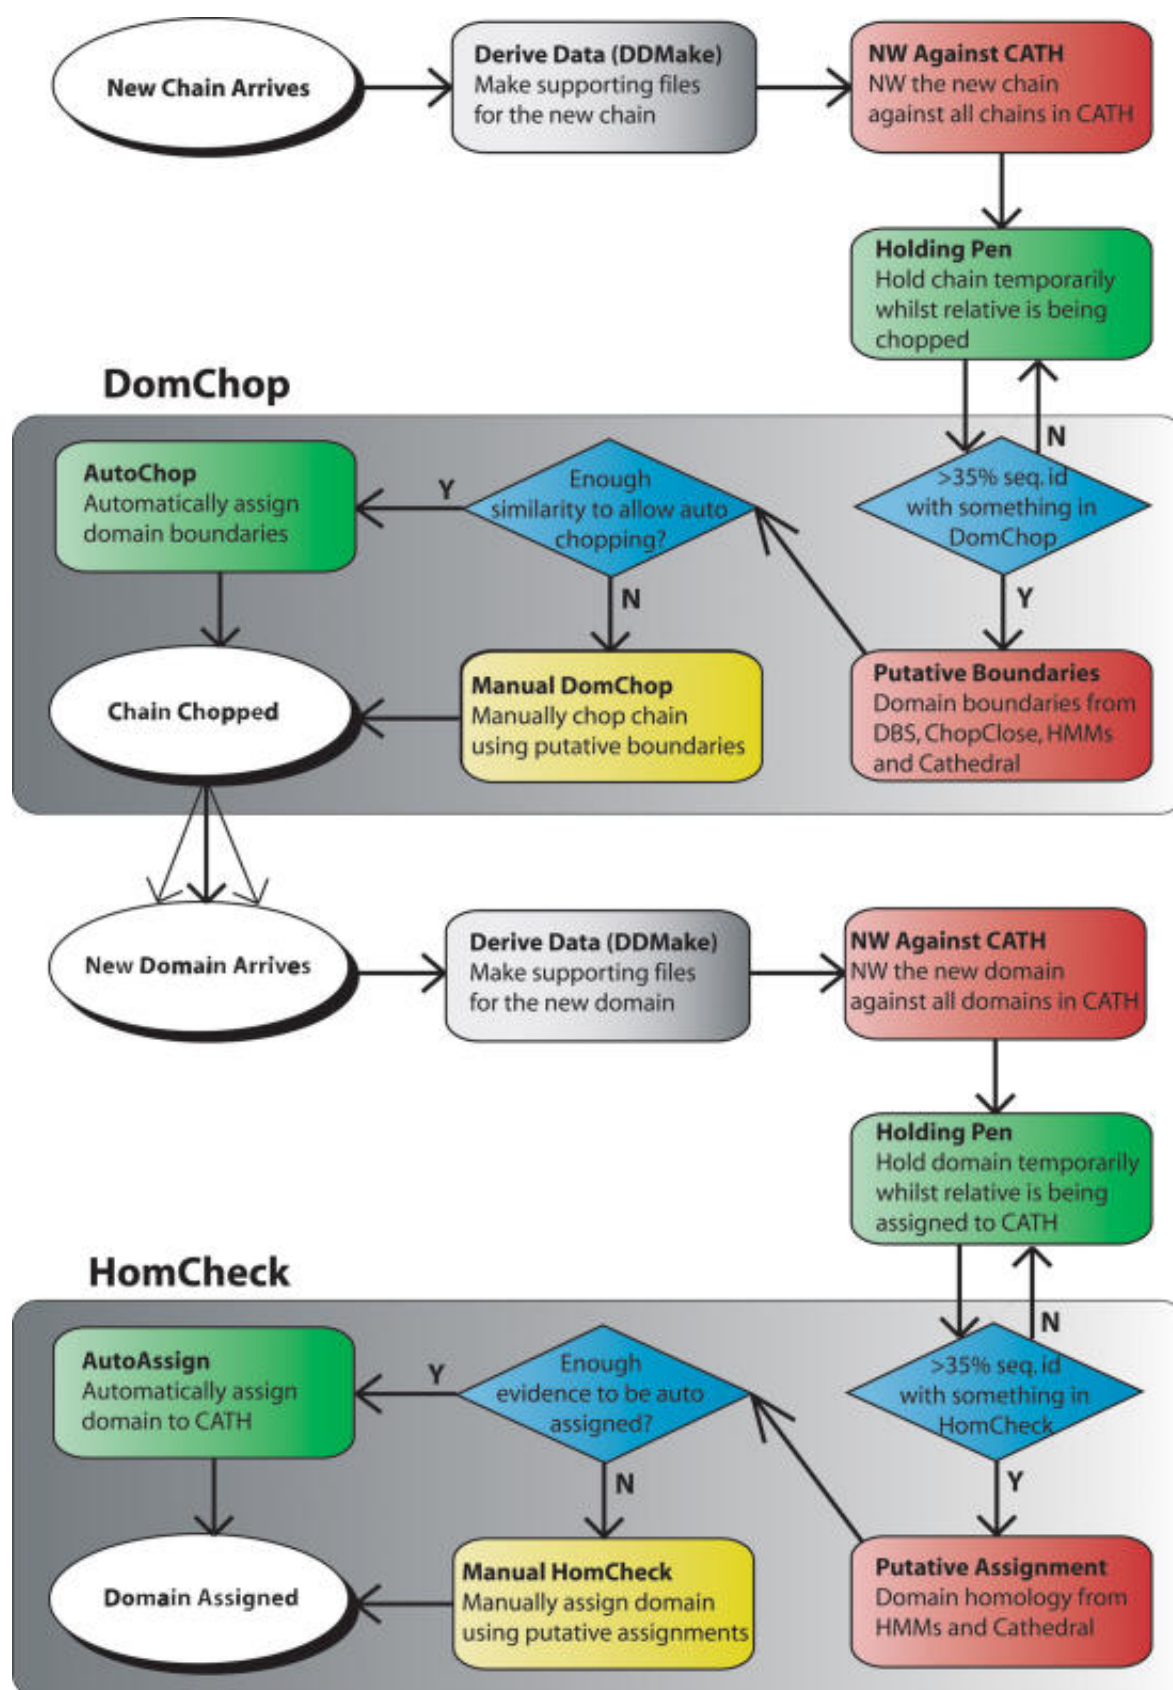 New Chain Arrives
Derive Data (DDMake)
Make supporting files
for the new chain
NW Against CATH
NW the new chain
against all chains in CATH
Holding Pen
Hold chain temporarily
whilst relative is being
chopped
DomChop
N
>35% seq. id
with something in
DomChop
Y
Putative Boundaries
Domain boundaries from
DBS, ChopClose, HMMs
and Cathedral
Enough
similarity to allow auto
chopping?
Y
N
AutoChop
Automatically assign
domain boundaries
Manual DomChop
Manually chop chain
using putative boundaries
Chain Chopped
New Domain Arrives
Derive Data (DDMake)
Make supporting files
for the new domain
NW Against CATH
NW the new domain
against all domains in CATH
Holding Pen
Hold domain temporarily
whilst relative is being
assigned to CATH
HomCheck
N
>35% seq. id
with something in
HomCheck
Y
Putative Assignment
Domain homology from
HMMs and Cathedral
Enough
evidence to be auto
assigned?
Y
N
AutoAssign
Automatically assign
domain to CATH
Manual HomCheck
Manually assign domain
using putative assignments
Domain Assigned